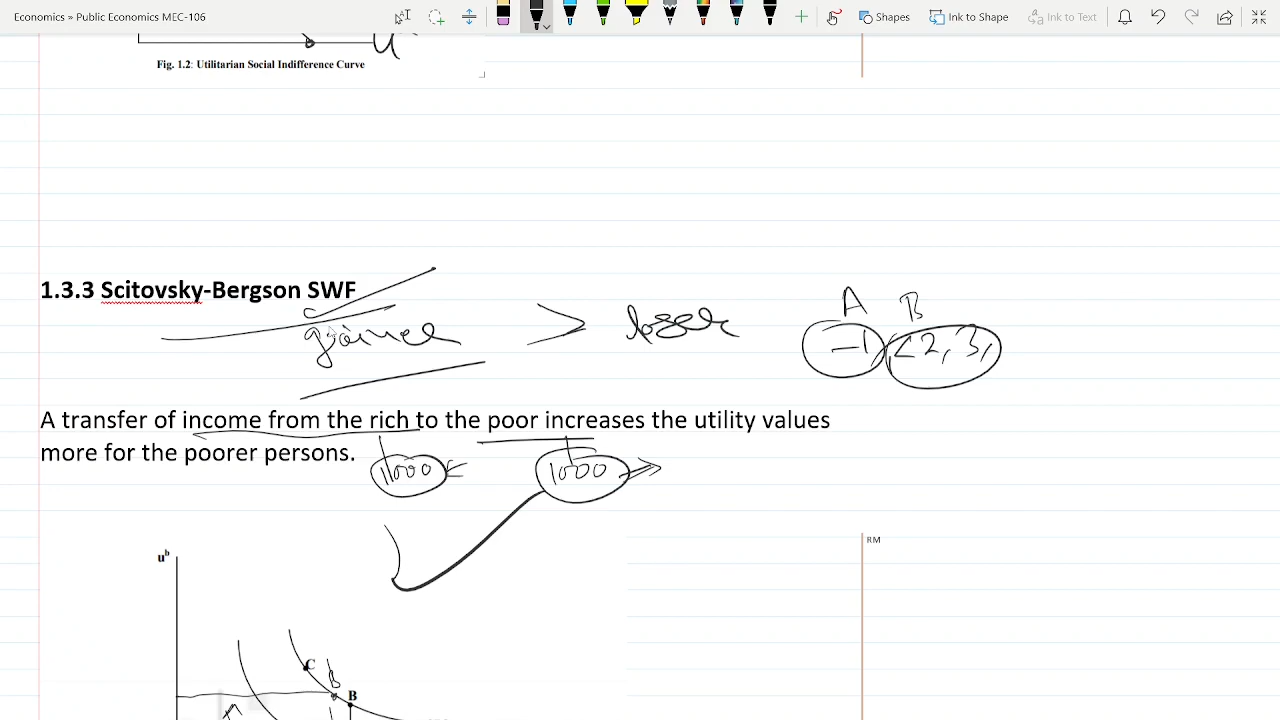 Economics » Public Economics MEC-106
Shapes
Ink to Shape
Ink to Text
u
Fig. 1.2: Utilitarian Social Indifference Curve
1.3.3 Scitovsky-Bergson SWF
gainer > loser
A B
-1, <2, 3,
A transfer of income from the rich to the poor increases the utility values
more for the poorer persons.
1000 1000
RM
u^b
C
B
B